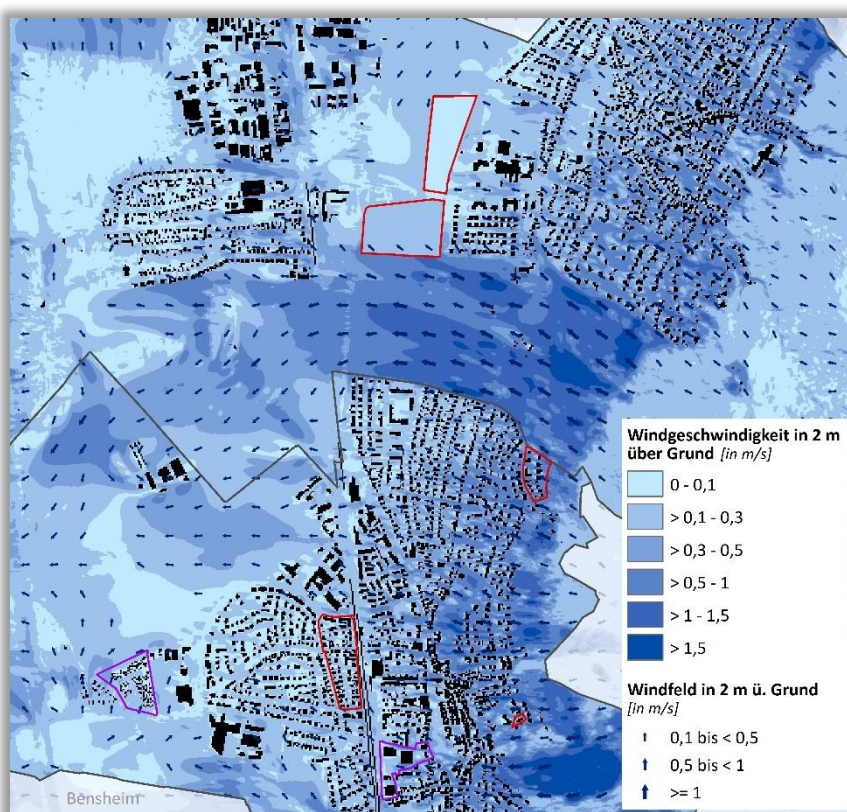 Windgeschwindigkeit in 2 m
über Grund [in m/s]
0 - 0,1
> 0,1 - 0,3
> 0,3 - 0,5
> 0,5 - 1
> 1 - 1,5
> 1,5
Windfeld in 2 m ü. Grund
[in m/s]
0,1 bis < 0,5
0,5 bis < 1
>= 1
Bensheim